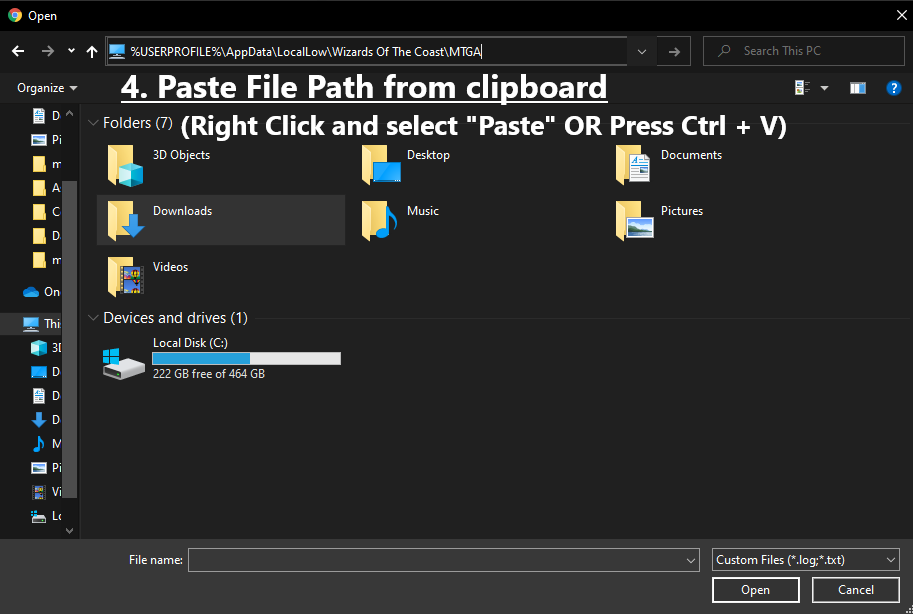 Open
%USERPROFILE%\AppData\LocalLow\Wizards Of The Coast\MTGA
Search This PC
Organize
4. Paste File Path from clipboard
(Right Click and select "Paste" OR Press Ctrl + V)
Folders (7)
3D Objects
Desktop
Documents
Downloads
Music
Pictures
Videos
Devices and drives (1)
Local Disk (C:)
222 GB free of 464 GB
D
Pi
m
A
C
D
m
On
This
3D
D
D
D
M
Pi
Vi
Lo
File name:
Custom Files (*.log;*.txt)
Open
Cancel